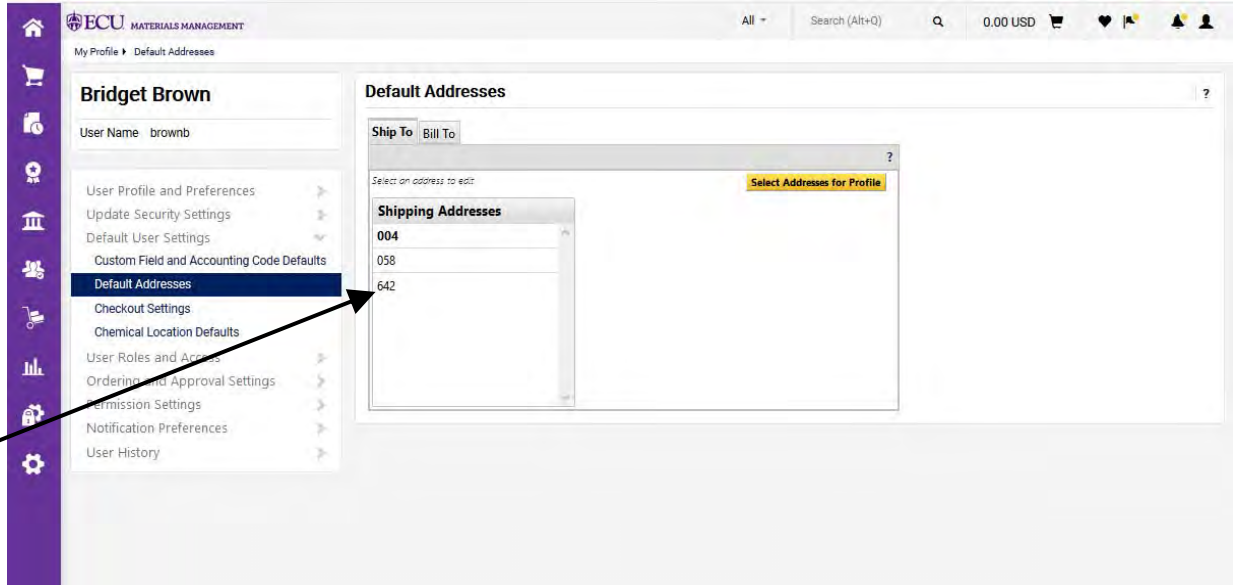 ECU MATERIALS MANAGEMENT
All
Search (Alt+Q)
0.00 USD
My Profile
Default Addresses
Bridget Brown
User Name brownb
User Profile and Preferences
Update Security Settings
Default User Settings
Custom Field and Accounting Code Defaults
Default Addresses
Checkout Settings
Chemical Location Defaults
User Roles and Access
Ordering and Approval Settings
Permission Settings
Notification Preferences
User History
Default Addresses
?
Ship To
Bill To
?
Select an address to edit
Select Addresses for Profile
Shipping Addresses
004
058
642